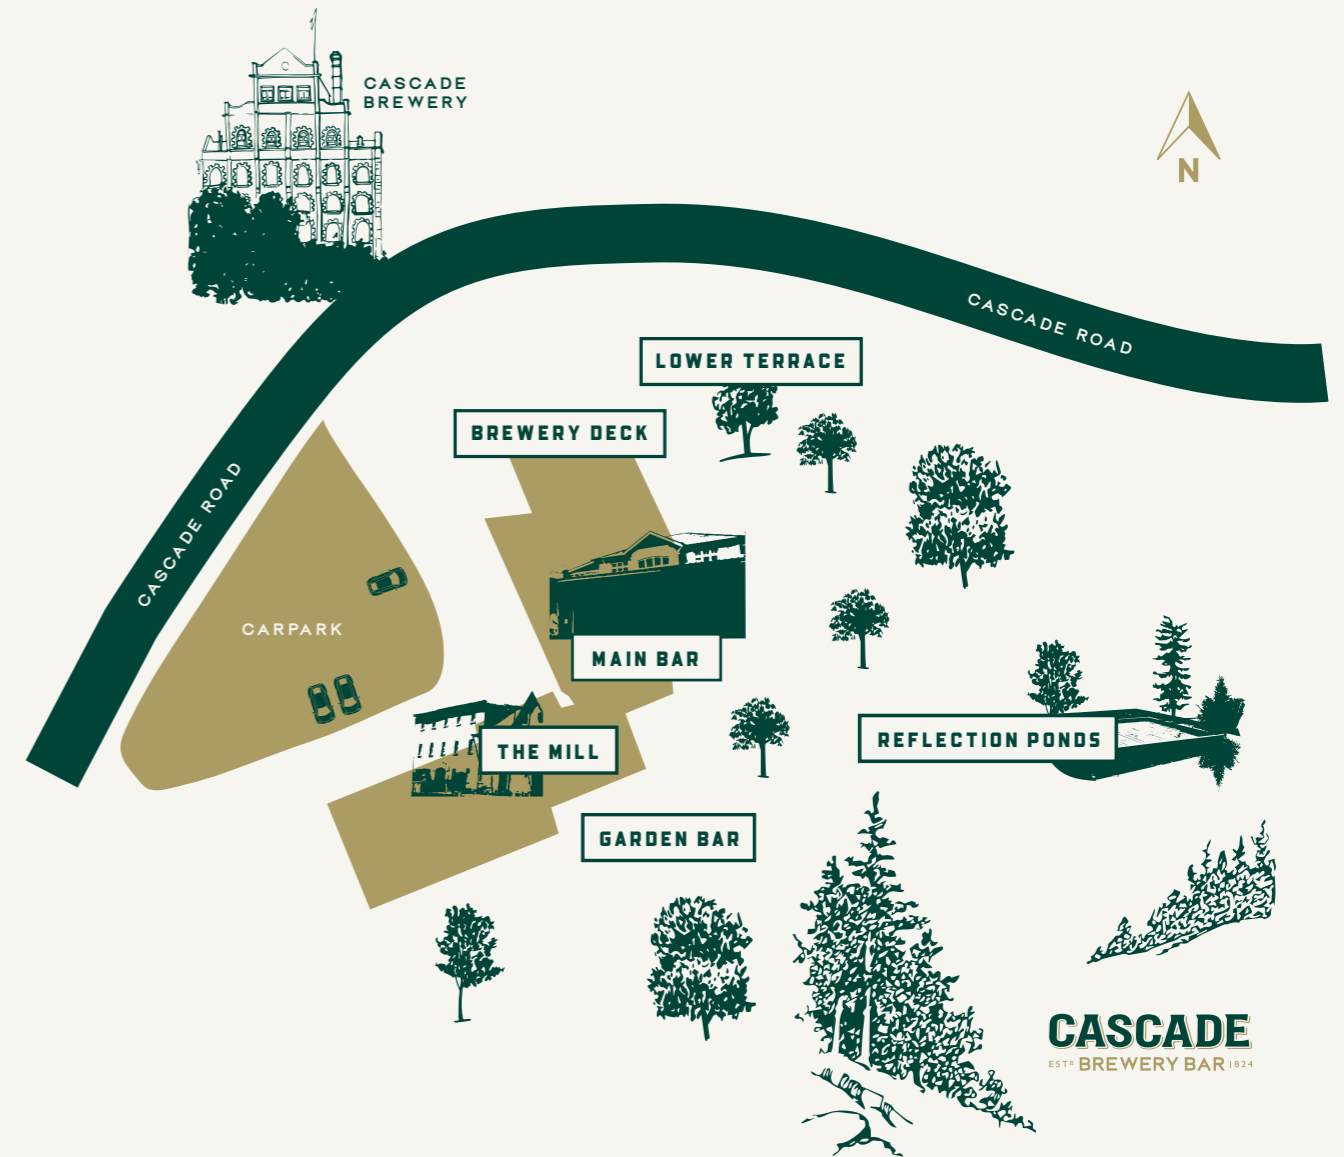 CASCADE
BREWERY
N
CASCADE ROAD
LOWER TERRACE
BREWERY DECK
CASCADE ROAD
CARPARK
MAIN BAR
REFLECTION PONDS
THE MILL
GARDEN BAR
CASCADE
ESTD BREWERY BAR 1824